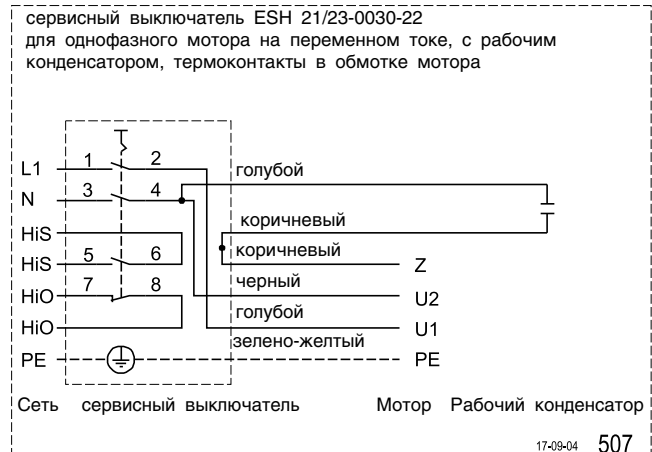 сервисный выключатель ESH 21/23-0030-22
для однофазного мотора на переменном токе, с рабочим
конденсатором, термоконтакты в обмотке мотора
L1 1 2 голубой
N 3 4
HiS коричневый
HiS 5 6 коричневый Z
HiO 7 8 черный U2
HiO голубой U1
зелено-желтый
PE PE
Сеть сервисный выключатель Мотор Рабочий конденсатор
17-09-04 507